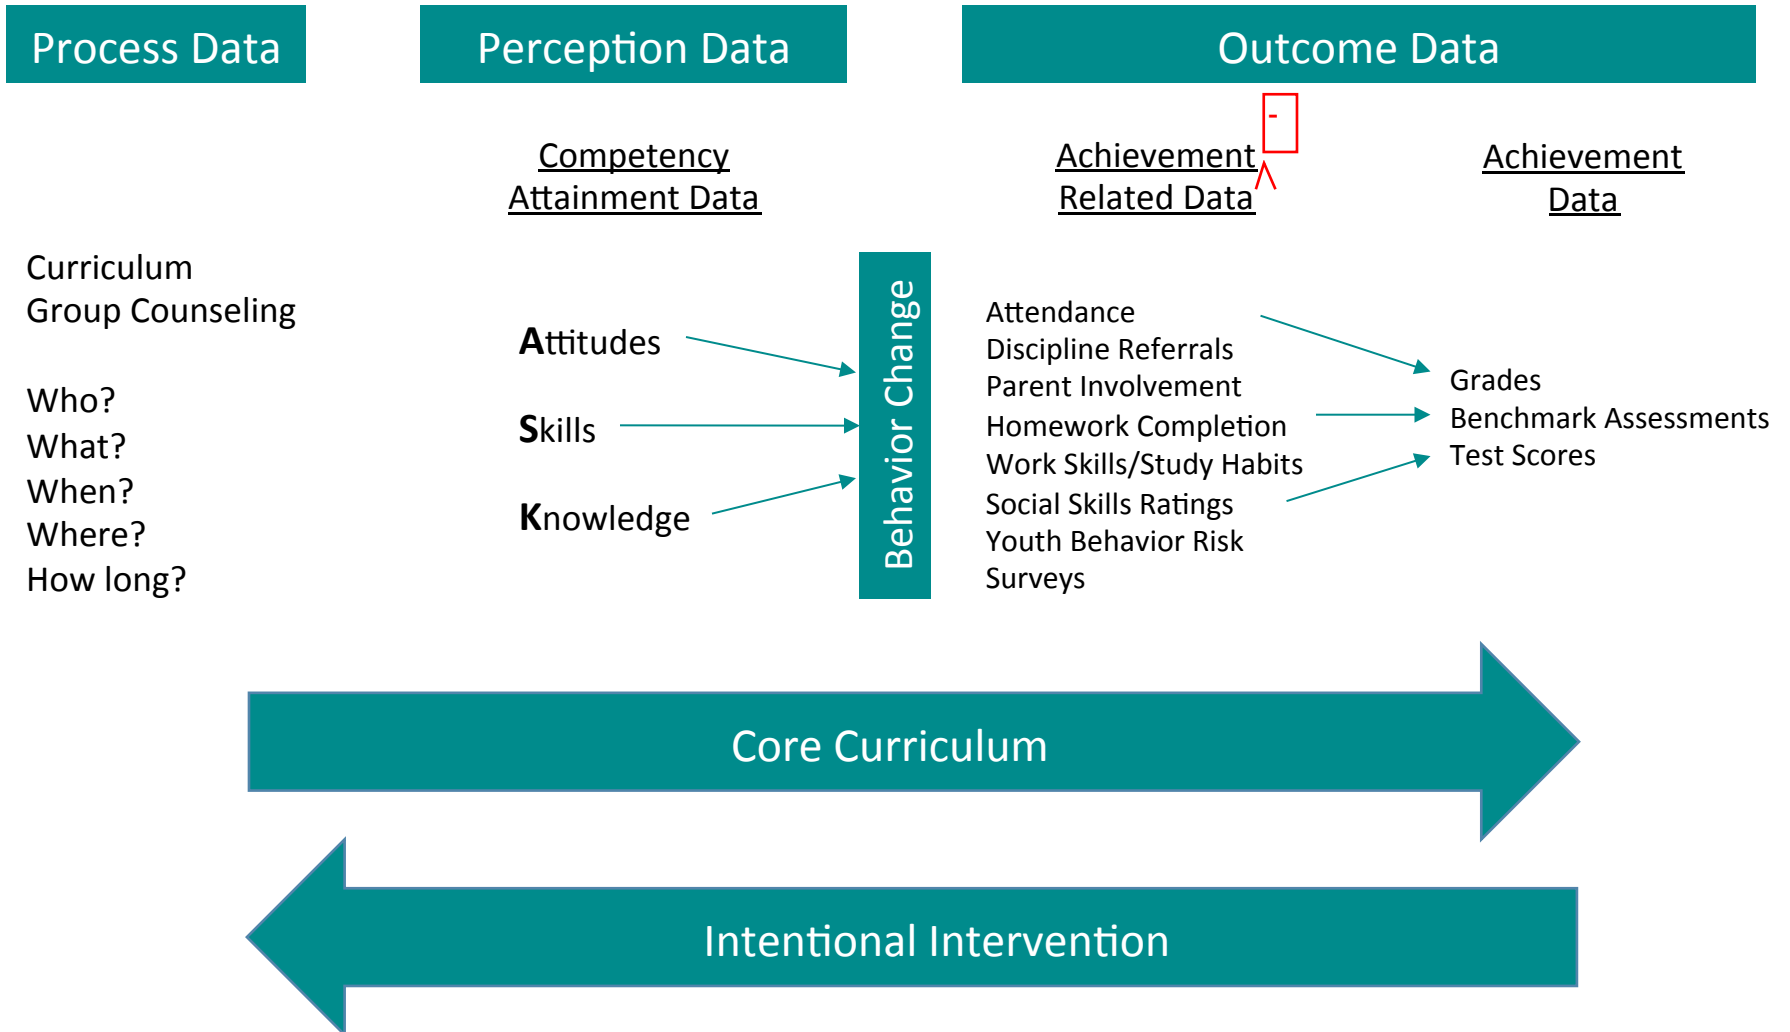 Process Data
Perception Data
Outcome Data
Competency
Attainment Data
Achievement
-
Related Data
Achievement
Data
Curriculum
Group Counseling
Who?
What?
When?
Where?
How long?
Attitudes
Skills
Knowledge
Behavior Change
Attendance
Discipline Referrals
Parent Involvement
Homework Completion
Work Skills/Study Habits
Social Skills Ratings
Youth Behavior Risk
Surveys
Grades
Benchmark Assessments
Test Scores
Core Curriculum
Intentional Intervention